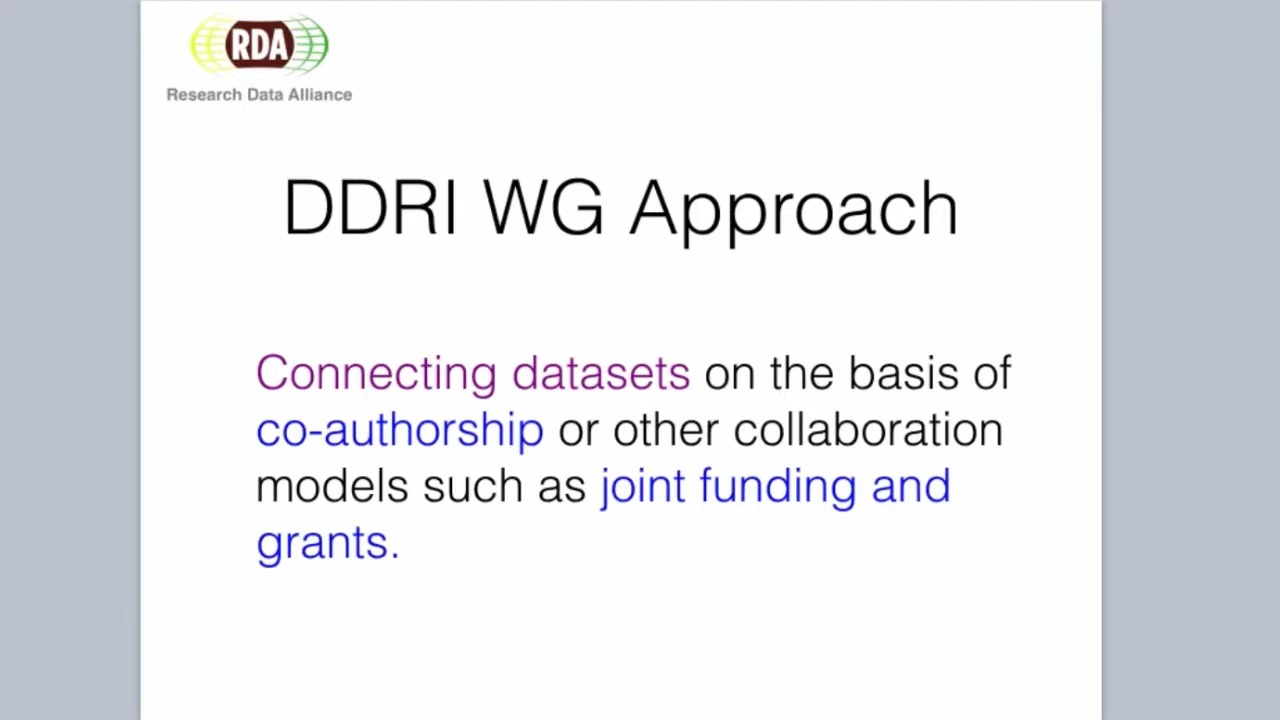 RDA
Research Data Alliance
DDRI WG Approach
Connecting datasets on the basis of
co-authorship or other collaboration
models such as joint funding and
grants.